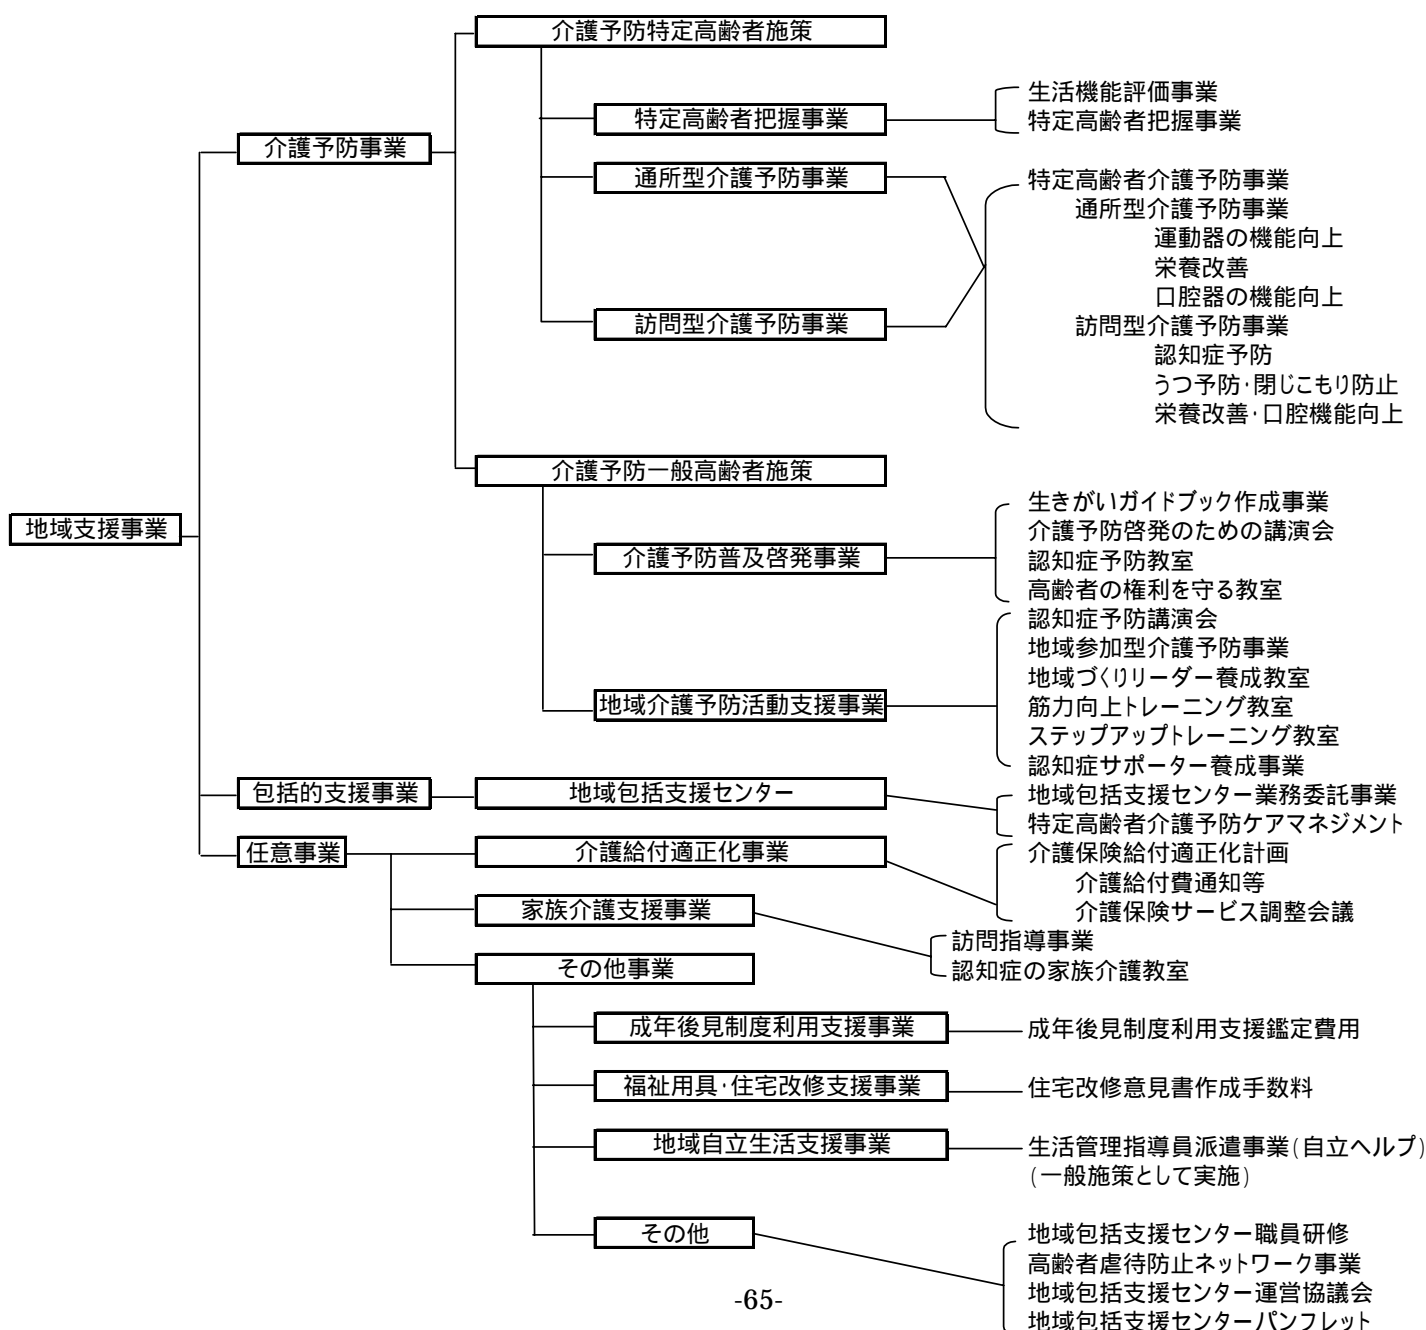 介護予防特定高齢者施策
生活機能評価事業
特定高齢者把握事業
特定高齢者把握事業
介護予防事業
通所型介護予防事業
特定高齢者介護予防事業
通所型介護予防事業
運動器の機能向上
栄養改善
口腔器の機能向上
訪問型介護予防事業
訪問型介護予防事業
認知症予防
うつ予防・閉じこもり防止
栄養改善・口腔機能向上
介護予防一般高齢者施策
地域支援事業
介護予防普及啓発事業
生きがいガイドブック作成事業
介護予防啓発のための講演会
認知症予防教室
高齢者の権利を守る教室
地域介護予防活動支援事業
認知症予防講演会
地域参加型介護予防事業
地域づくりリーダー養成教室
筋力向上トレーニング教室
ステップアップトレーニング教室
認知症サポーター養成事業
包括的支援事業
地域包括支援センター
地域包括支援センター業務委託事業
特定高齢者介護予防ケアマネジメント
任意事業
介護給付適正化事業
介護保険給付適正化計画
介護給付費通知等
介護保険サービス調整会議
家族介護支援事業
訪問指導事業
認知症の家族介護教室
その他事業
成年後見制度利用支援事業
成年後見制度利用支援鑑定費用
福祉用具・住宅改修支援事業
住宅改修意見書作成手数料
地域自立生活支援事業
生活管理指導員派遣事業(自立ヘルプ)
(一般施策として実施)
その他
地域包括支援センター職員研修
高齢者虐待防止ネットワーク事業
地域包括支援センター運営協議会
地域包括支援センターパンフレット
-65-